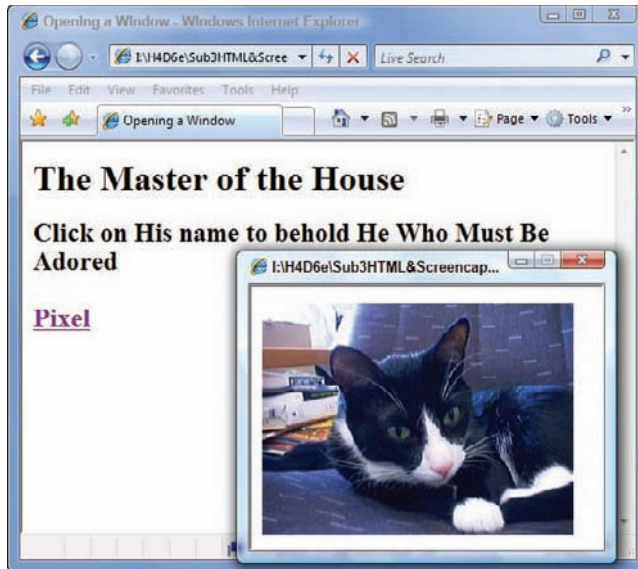 Opening a Window - Windows Internet Explorer
I:\H4D6e\Sub3HTML&Scree
Live Search
File Edit View Favorites Tools Help
Opening a Window
Page
Tools
The Master of the House
Click on His name to behold He Who Must Be
Adored
I:\H4D6e\Sub3HTML&Screencap...
Pixel